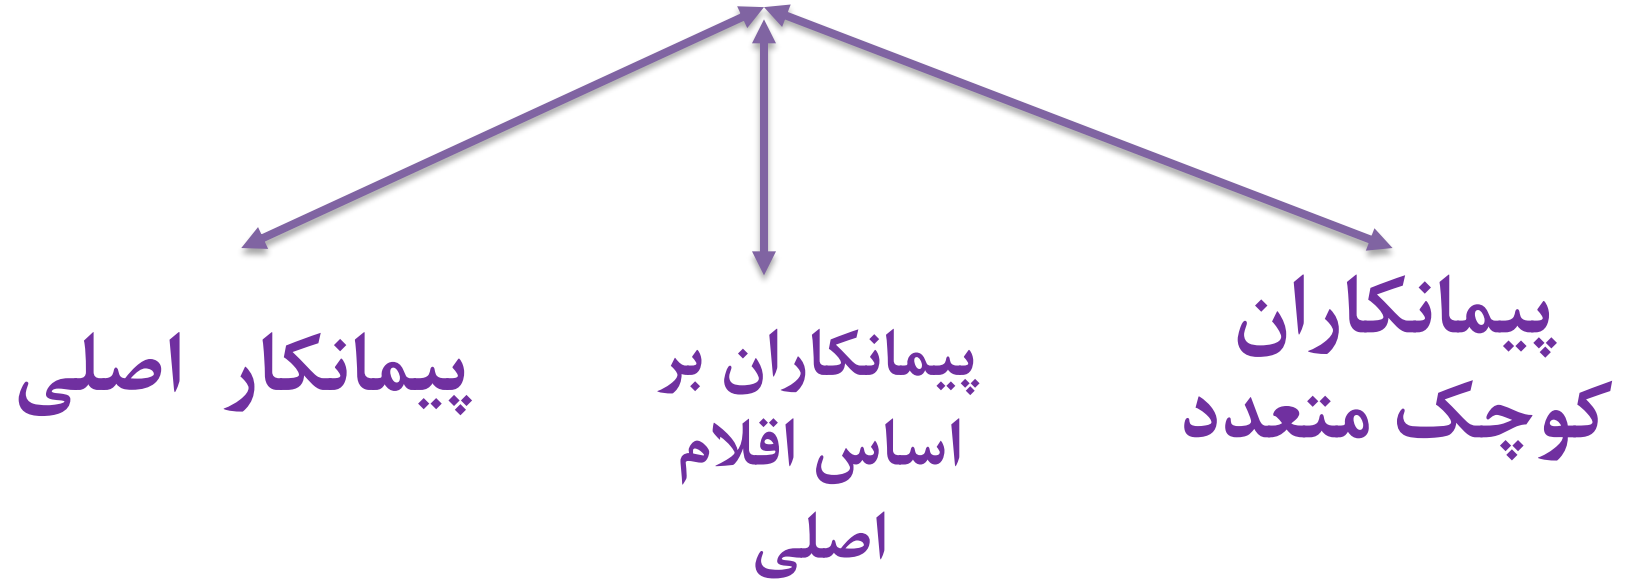 پیمانکاران
کوچک متعدد
پیمانکاران بر
اساس اقلام
اصلی
پیمانکار اصلی